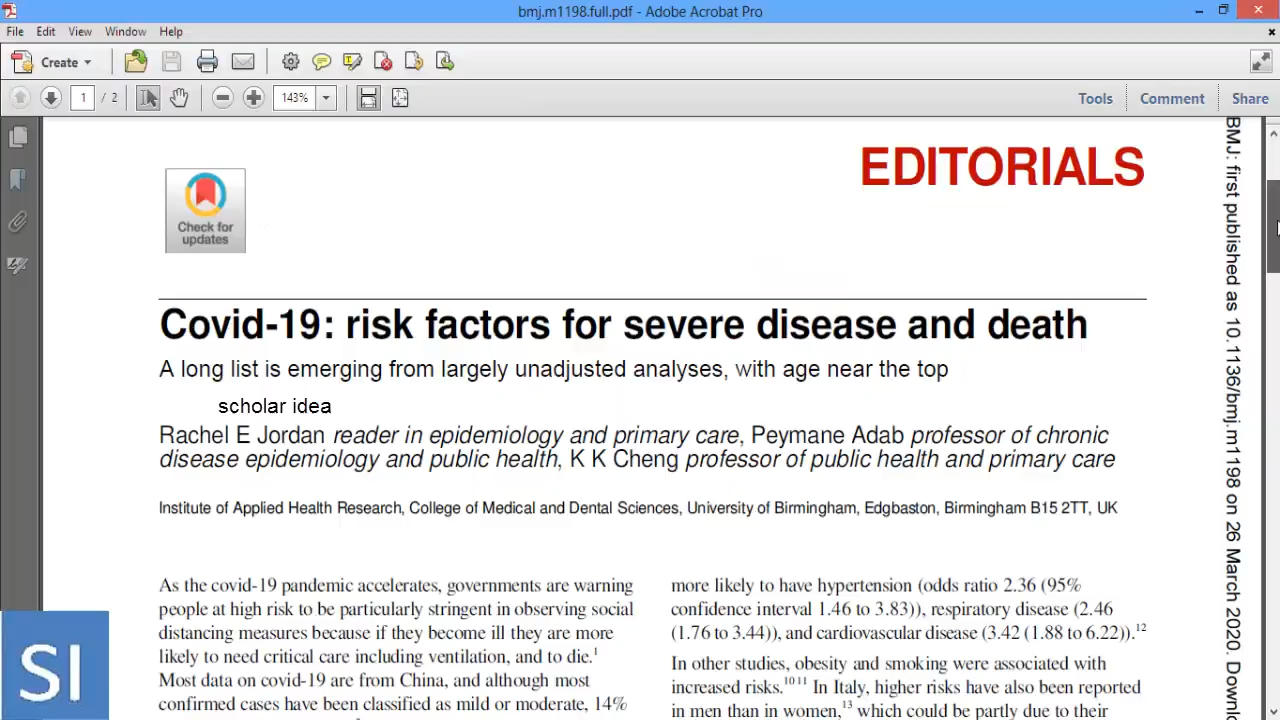 bmj.m1198.full.pdf - Adobe Acrobat Pro
File Edit View Window Help
Create
1 / 2 143% Tools Comment Share
EDITORIALS
Check for
updates
Covid-19: risk factors for severe disease and death
A long list is emerging from largely unadjusted analyses, with age near the top
scholar idea
Rachel E Jordan reader in epidemiology and primary care, Peymane Adab professor of chronic
disease epidemiology and public health, K K Cheng professor of public health and primary care
Institute of Applied Health Research, College of Medical and Dental Sciences, University of Birmingham, Edgbaston, Birmingham B15 2TT, UK
As the covid-19 pandemic accelerates, governments are warning
people at high risk to be particularly stringent in observing social
distancing measures because if they become ill they are more
likely to need critical care including ventilation, and to die.1
Most data on covid-19 are from China, and although most
confirmed cases have been classified as mild or moderate, 14%
more likely to have hypertension (odds ratio 2.36 (95%
confidence interval 1.46 to 3.83)), respiratory disease (2.46
(1.76 to 3.44)), and cardiovascular disease (3.42 (1.88 to 6.22)).12
In other studies, obesity and smoking were associated with
increased risks.10 11 In Italy, higher risks have also been reported
in men than in women,13 which could be partly due to their
BMJ: first published as 10.1136/bmj.m1198 on 26 March 2020.
SI